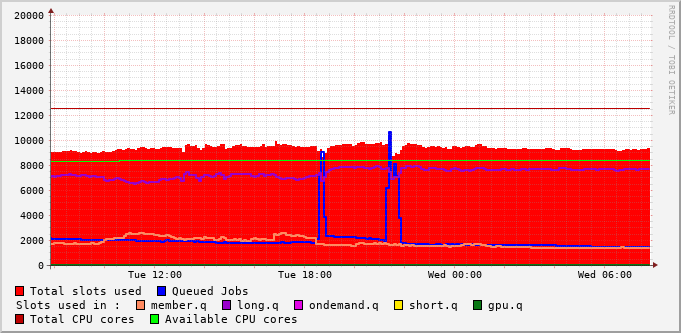 RRDTOOL / TOBI OETIKER
20000
18000
16000
14000
12000
10000
8000
6000
4000
2000
0
Tue 12:00 Tue 18:00 Wed 00:00 Wed 06:00
Total slots used Queued Jobs
Slots used in : member.q long.q ondemand.q short.q gpu.q
Total CPU cores Available CPU cores